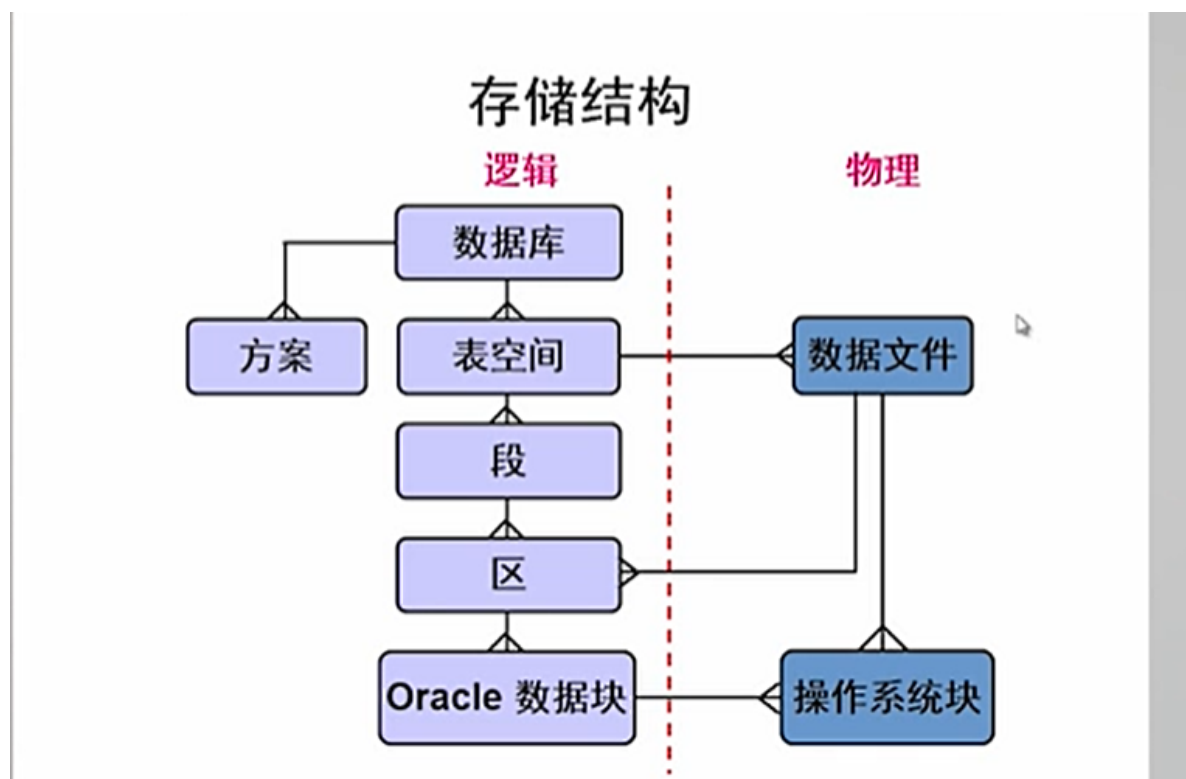 存储结构
逻辑
物理
数据库
方案
表空间
数据文件
段
区
Oracle 数据块
操作系统块